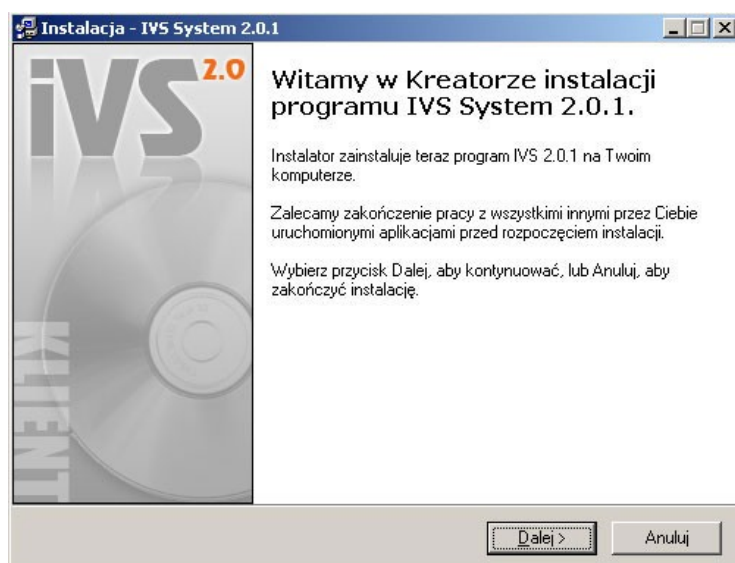 Instalacja - IVS System 2.0.1
iVS 2.0
Witamy w Kreatorze instalacji
programu IVS System 2.0.1.
Instalator zainstaluje teraz program IVS 2.0.1 na Twoim
komputerze.
Zalecamy zakończenie pracy z wszystkimi innymi przez Ciebie
uruchomionymi aplikacjami przed rozpoczęciem instalacji.
Wybierz przycisk Dalej, aby kontynuować, lub Anuluj, aby
zakończyć instalację.
KLIENT
Dalej >
Anuluj